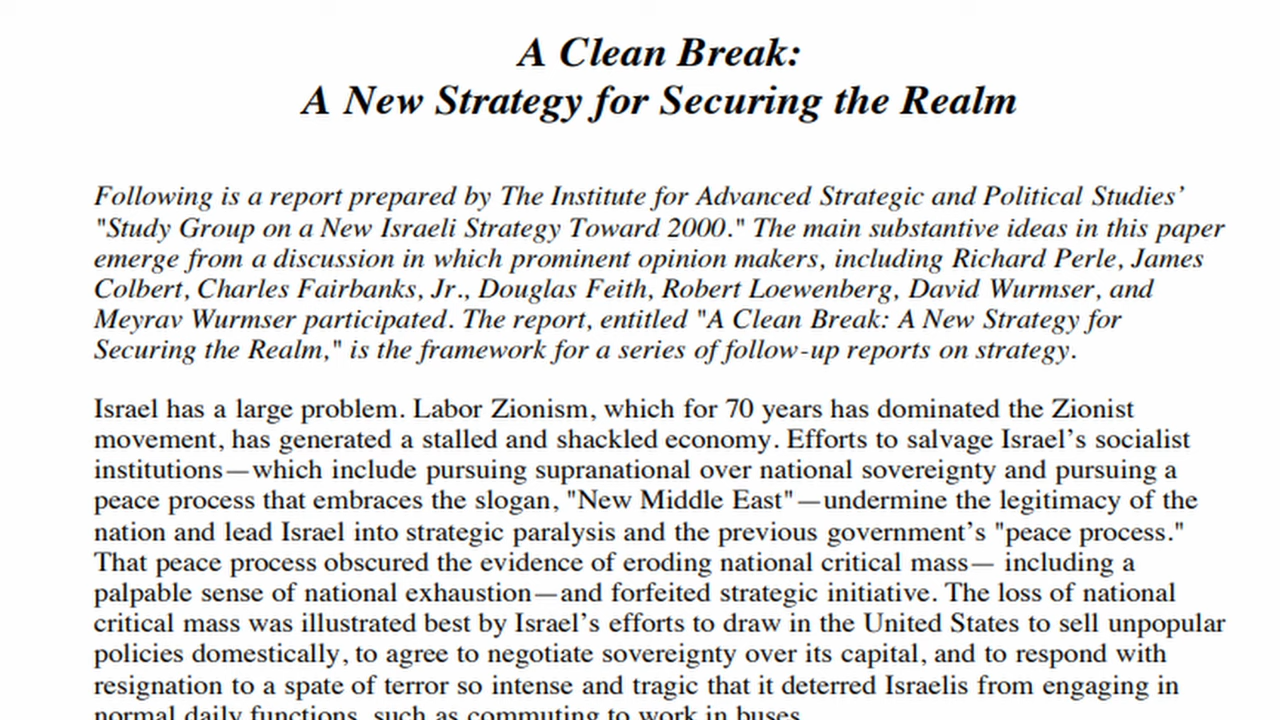 A Clean Break:
A New Strategy for Securing the Realm
Following is a report prepared by The Institute for Advanced Strategic and Political Studies’
"Study Group on a New Israeli Strategy Toward 2000." The main substantive ideas in this paper
emerge from a discussion in which prominent opinion makers, including Richard Perle, James
Colbert, Charles Fairbanks, Jr., Douglas Feith, Robert Loewenberg, David Wurmser, and
Meyrav Wurmser participated. The report, entitled "A Clean Break: A New Strategy for
Securing the Realm," is the framework for a series of follow-up reports on strategy.
Israel has a large problem. Labor Zionism, which for 70 years has dominated the Zionist
movement, has generated a stalled and shackled economy. Efforts to salvage Israel’s socialist
institutions—which include pursuing supranational over national sovereignty and pursuing a
peace process that embraces the slogan, "New Middle East"—undermine the legitimacy of the
nation and lead Israel into strategic paralysis and the previous government’s "peace process."
That peace process obscured the evidence of eroding national critical mass— including a
palpable sense of national exhaustion—and forfeited strategic initiative. The loss of national
critical mass was illustrated best by Israel’s efforts to draw in the United States to sell unpopular
policies domestically, to agree to negotiate sovereignty over its capital, and to respond with
resignation to a spate of terror so intense and tragic that it deterred Israelis from engaging in
normal daily functions, such as commuting to work in buses.